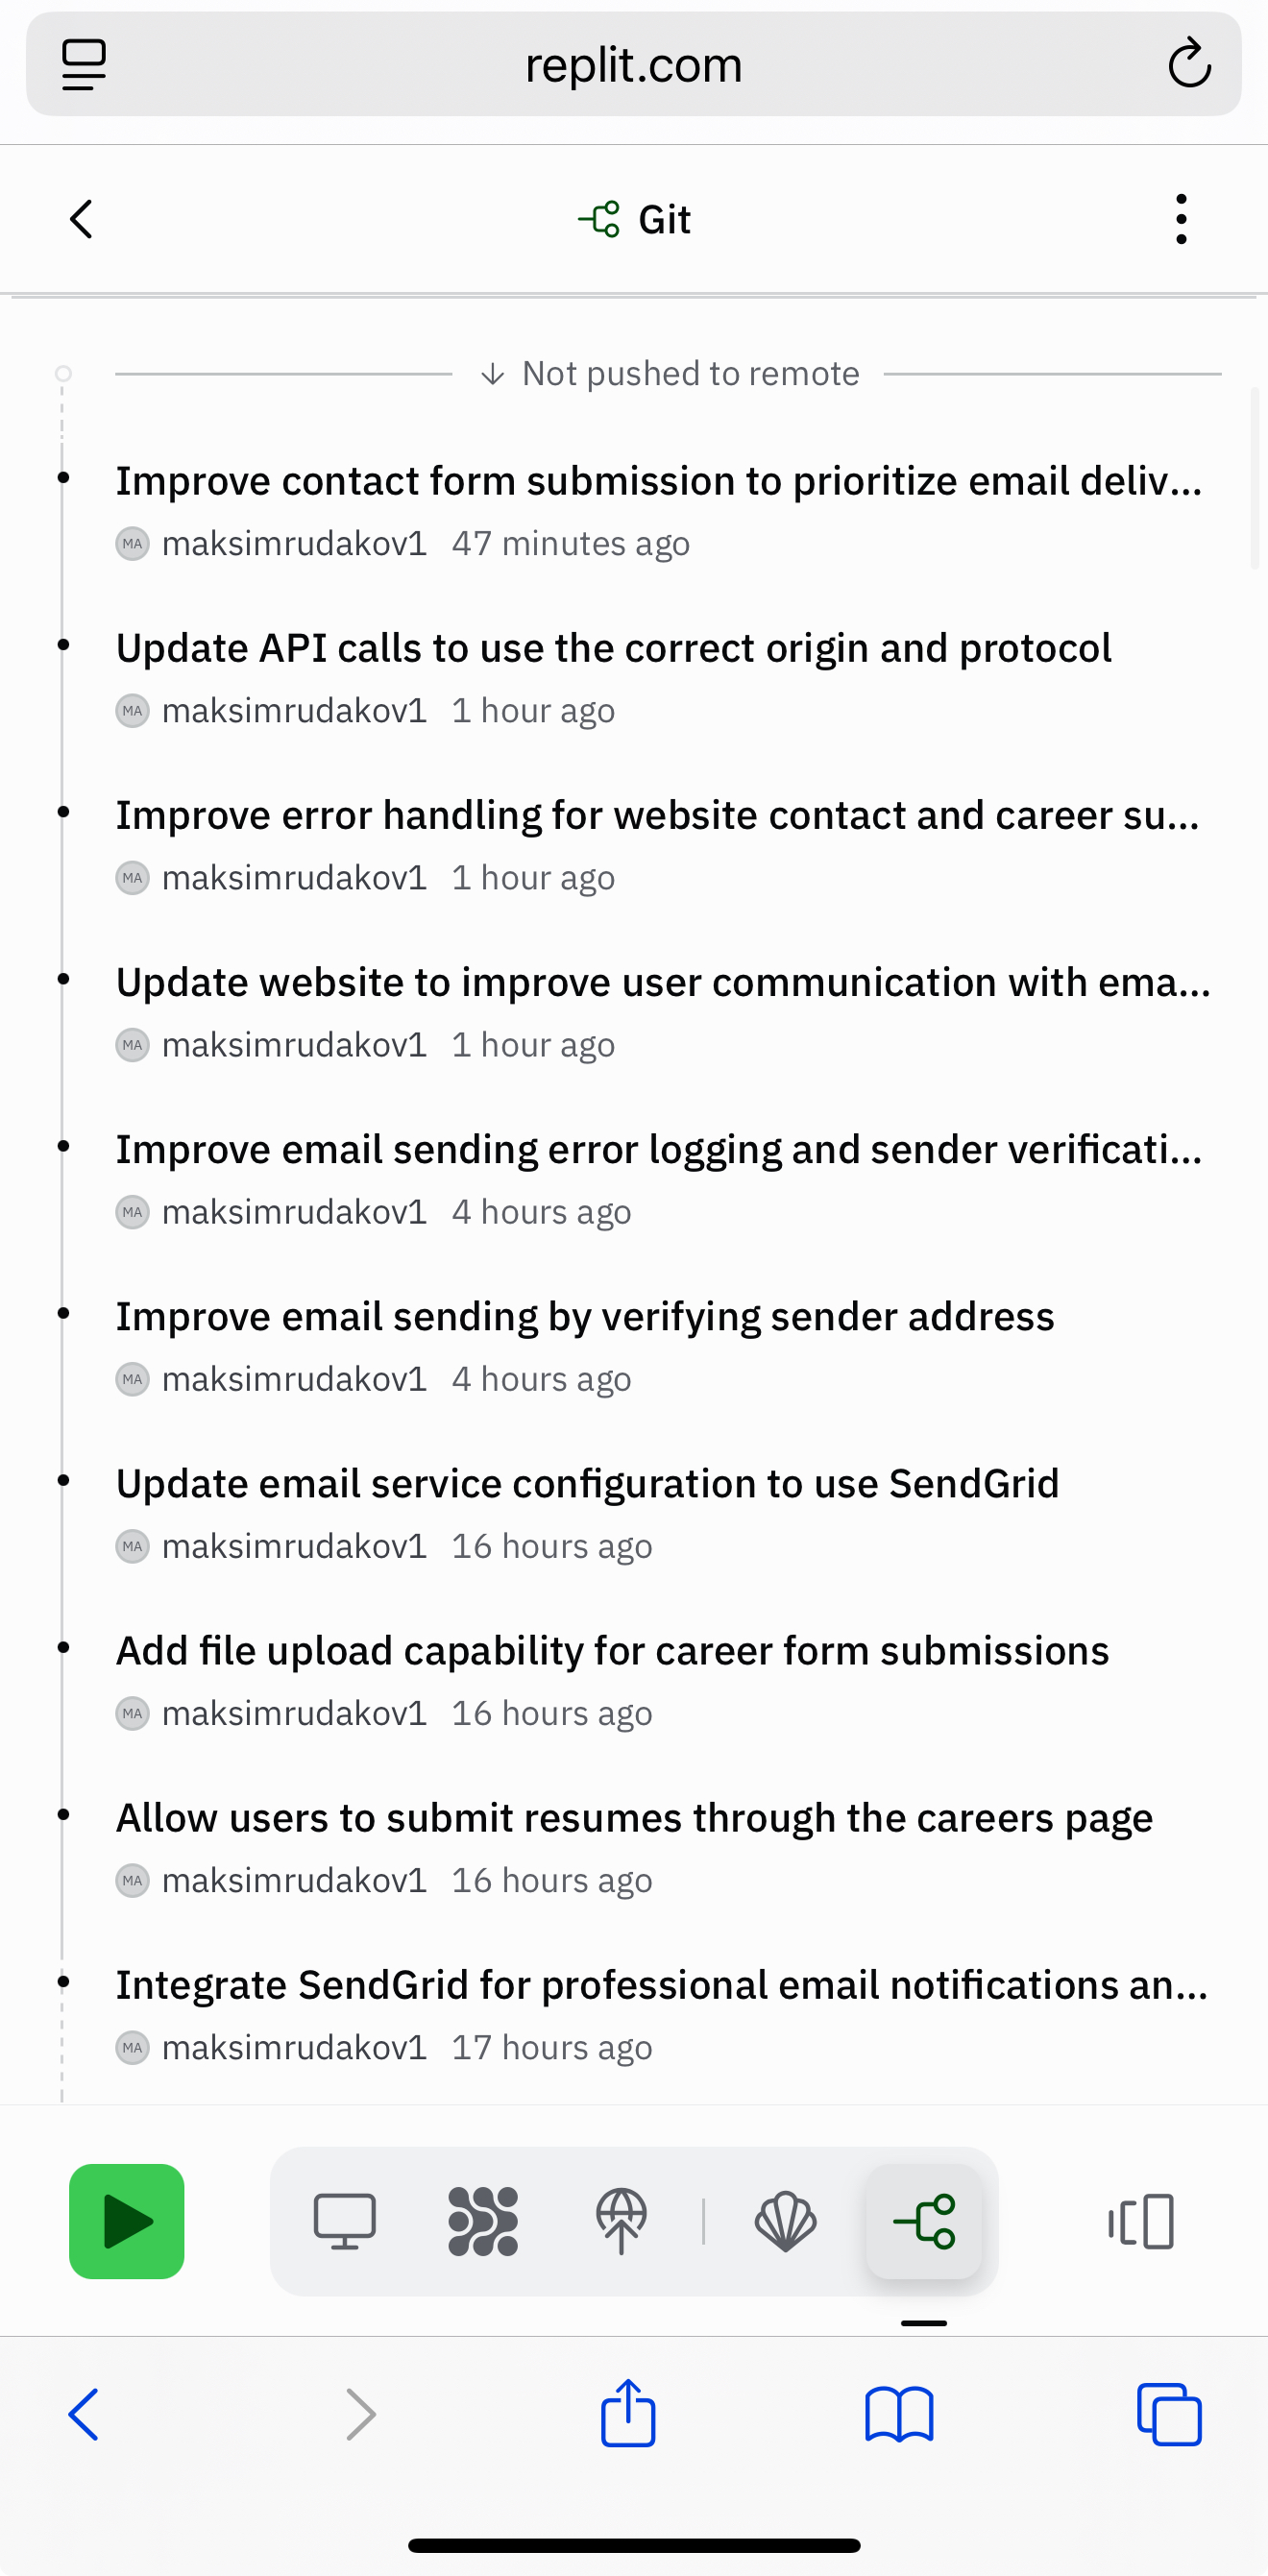 replit.com
Git
Not pushed to remote
Improve contact form submission to prioritize email deliv...
MA maksimrudakov1 47 minutes ago
Update API calls to use the correct origin and protocol
MA maksimrudakov1 1 hour ago
Improve error handling for website contact and career su...
MA maksimrudakov1 1 hour ago
Update website to improve user communication with ema...
MA maksimrudakov1 1 hour ago
Improve email sending error logging and sender verificati...
MA maksimrudakov1 4 hours ago
Improve email sending by verifying sender address
MA maksimrudakov1 4 hours ago
Update email service configuration to use SendGrid
MA maksimrudakov1 16 hours ago
Add file upload capability for career form submissions
MA maksimrudakov1 16 hours ago
Allow users to submit resumes through the careers page
MA maksimrudakov1 16 hours ago
Integrate SendGrid for professional email notifications an...
MA maksimrudakov1 17 hours ago